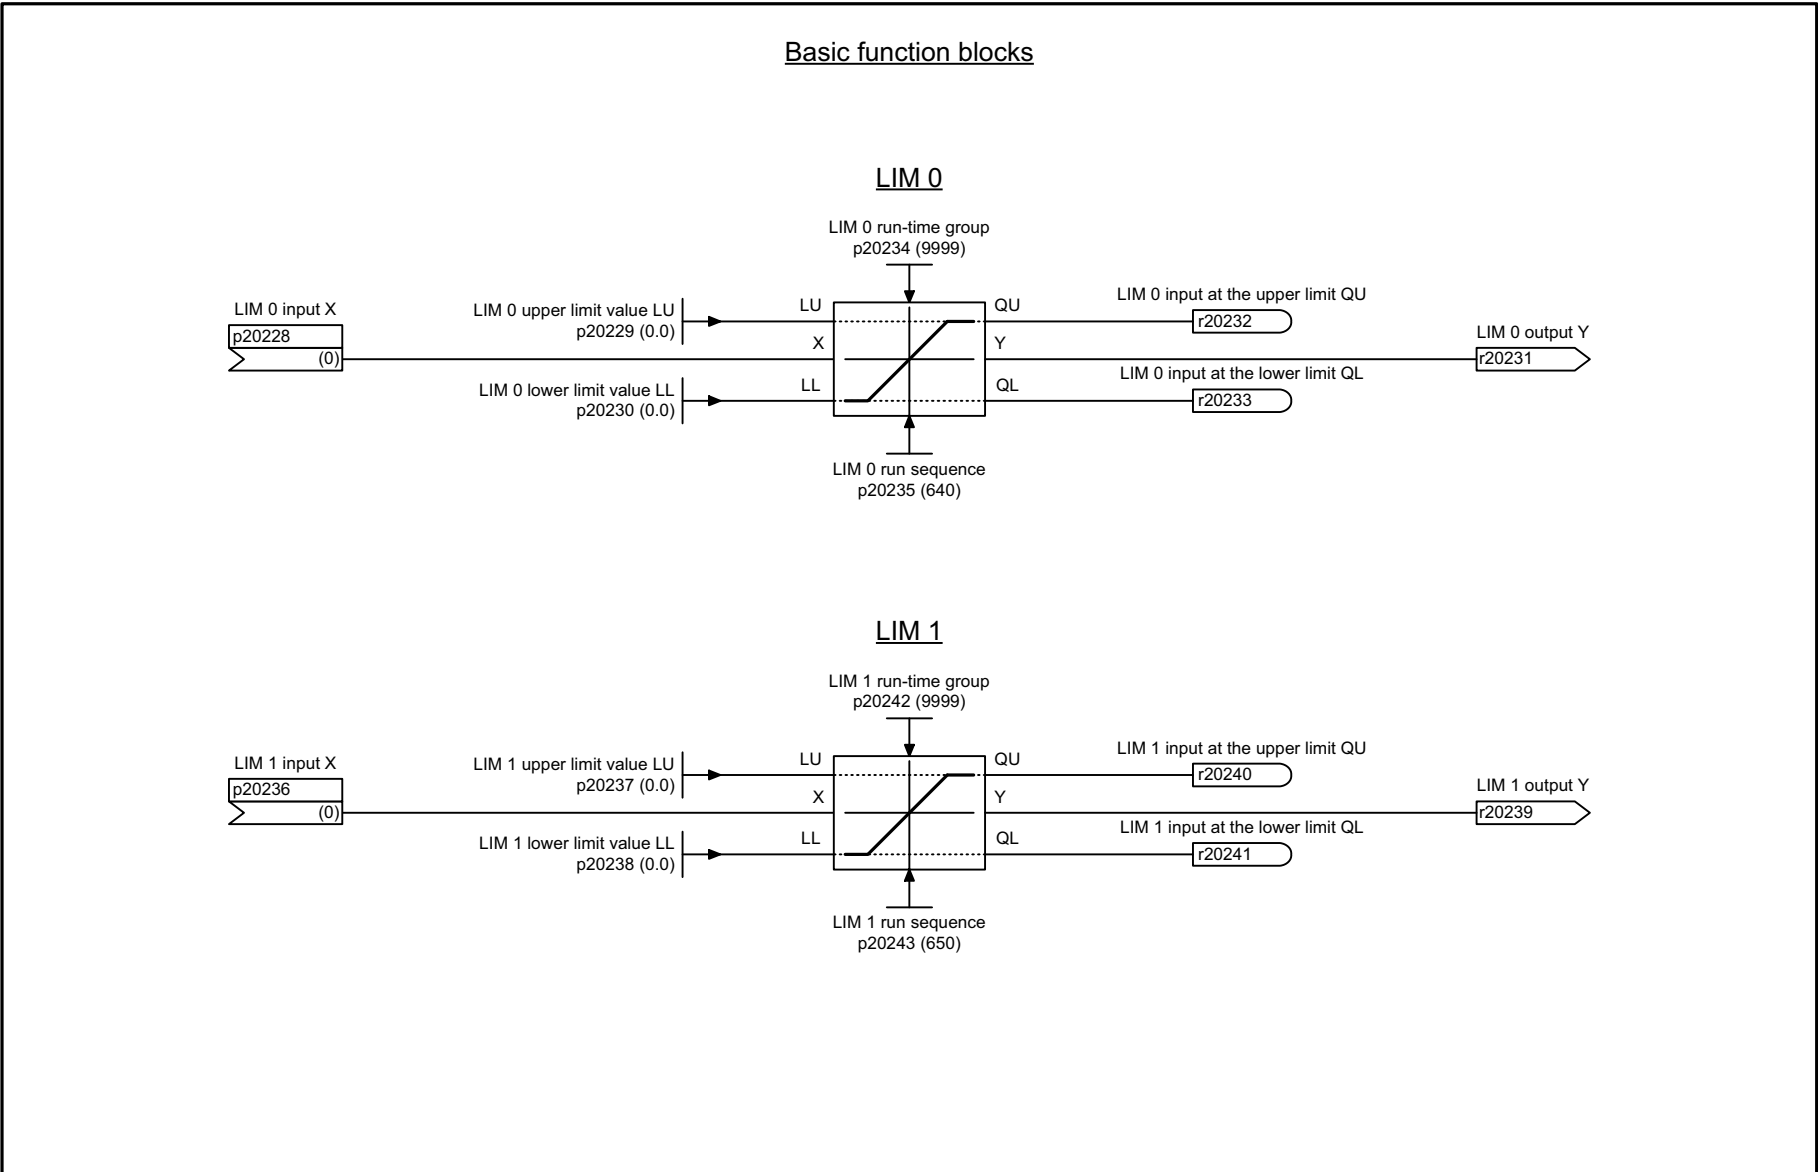 Basic function blocks
LIM 0
LIM 0 run-time group
p20234 (9999)
LIM 0 input X
p20228
(0)
LIM 0 upper limit value LU
p20229 (0.0)
LIM 0 lower limit value LL
p20230 (0.0)
LU
X
LL
QU
Y
QL
LIM 0 input at the upper limit QU
r20232
LIM 0 output Y
r20231
LIM 0 input at the lower limit QL
r20233
LIM 0 run sequence
p20235 (640)
LIM 1
LIM 1 run-time group
p20242 (9999)
LIM 1 input X
p20236
(0)
LIM 1 upper limit value LU
p20237 (0.0)
LIM 1 lower limit value LL
p20238 (0.0)
LU
X
LL
QU
Y
QL
LIM 1 input at the upper limit QU
r20240
LIM 1 output Y
r20239
LIM 1 input at the lower limit QL
r20241
LIM 1 run sequence
p20243 (650)